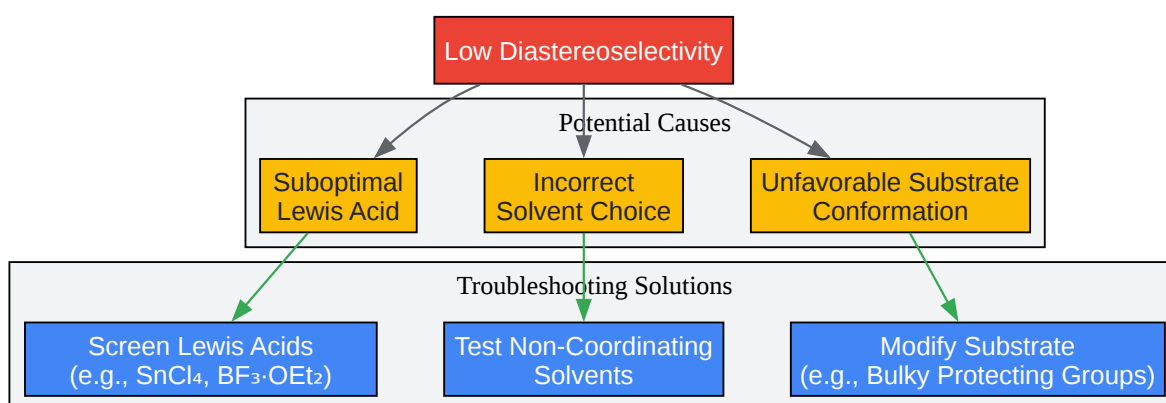 Low Diastereoselectivity
Potential Causes
Suboptimal
Lewis Acid
Incorrect
Solvent Choice
Unfavorable Substrate
Conformation
Troubleshooting Solutions
Screen Lewis Acids
(e.g., SnCl₄, BF₃·OEt₂)
Test Non-Coordinating
Solvents
Modify Substrate
(e.g., Bulky Protecting Groups)